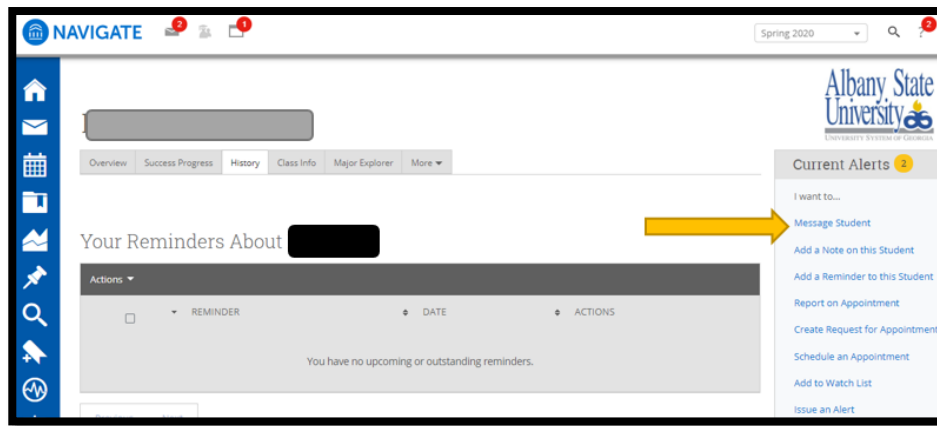 NAVIGATE
2
1
Spring 2020
2
Albany State
University
UNIVERSITY SYSTEM OF GEORGIA
Overview Success Progress History Class Info Major Explorer More
Current Alerts 2
I want to...
Message Student
Your Reminders About
Add a Note on this Student
Actions
Add a Reminder to this Student
Report on Appointment
REMINDER DATE ACTIONS
Create Request for Appointment
You have no upcoming or outstanding reminders.
Schedule an Appointment
Add to Watch List
Issue an Alert